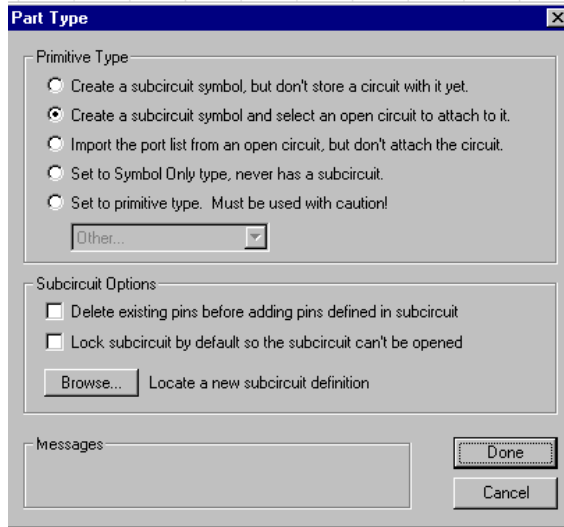 Part Type
Primitive Type
Create a subcircuit symbol, but don't store a circuit with it yet.
Create a subcircuit symbol and select an open circuit to attach to it.
Import the port list from an open circuit, but don't attach the circuit.
Set to Symbol Only type, never has a subcircuit.
Set to primitive type. Must be used with caution!
Other...
Subcircuit Options
Delete existing pins before adding pins defined in subcircuit
Lock subcircuit by default so the subcircuit can't be opened
Browse... Locate a new subcircuit definition
Messages
Done
Cancel